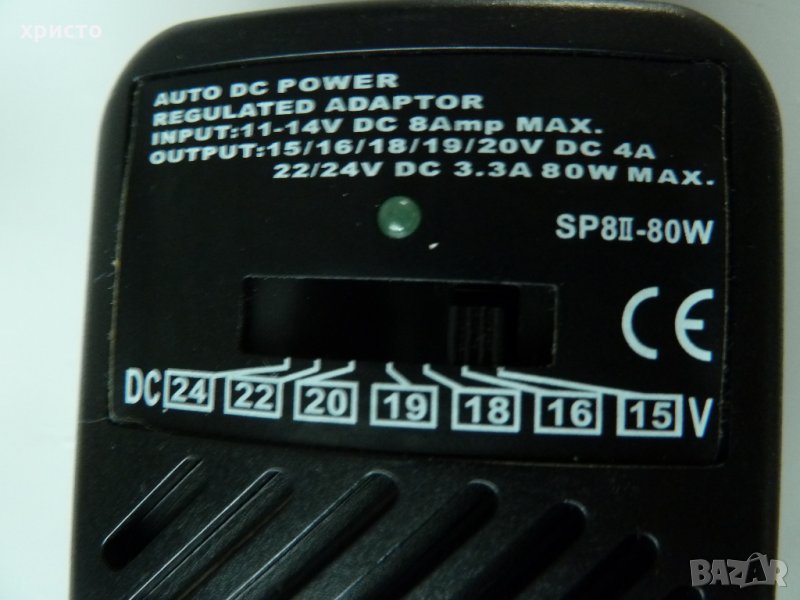 христо
AUTO DC POWER
REGULATED ADAPTOR
INPUT:11-14V DC 8Amp MAX.
OUTPUT:15/16/18/19/20V DC 4A
22/24V DC 3.3A 80W MAX.
SP8II-80W
CE
DC 24 22 20 19 18 16 15 V
BAZAR